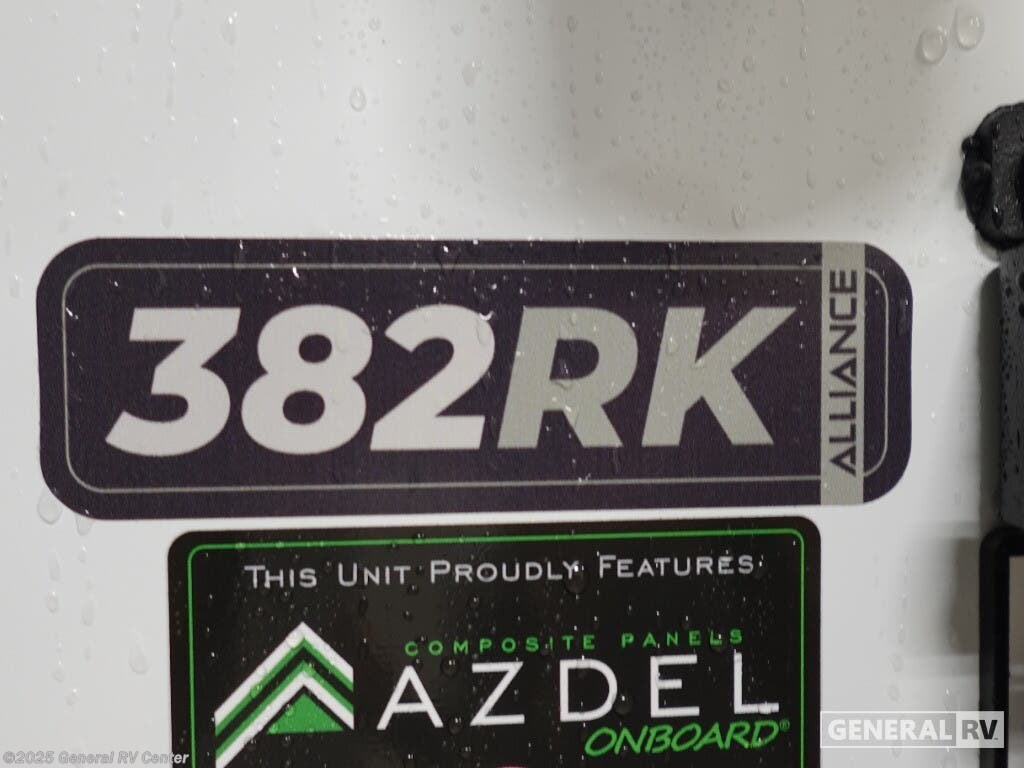 382RK
ALLIANCE
THIS UNIT PROUDLY FEATURES
COMPOSITE PANELS
AZDEL
ONBOARD®
GENERAL RV
©2025 General RV Center